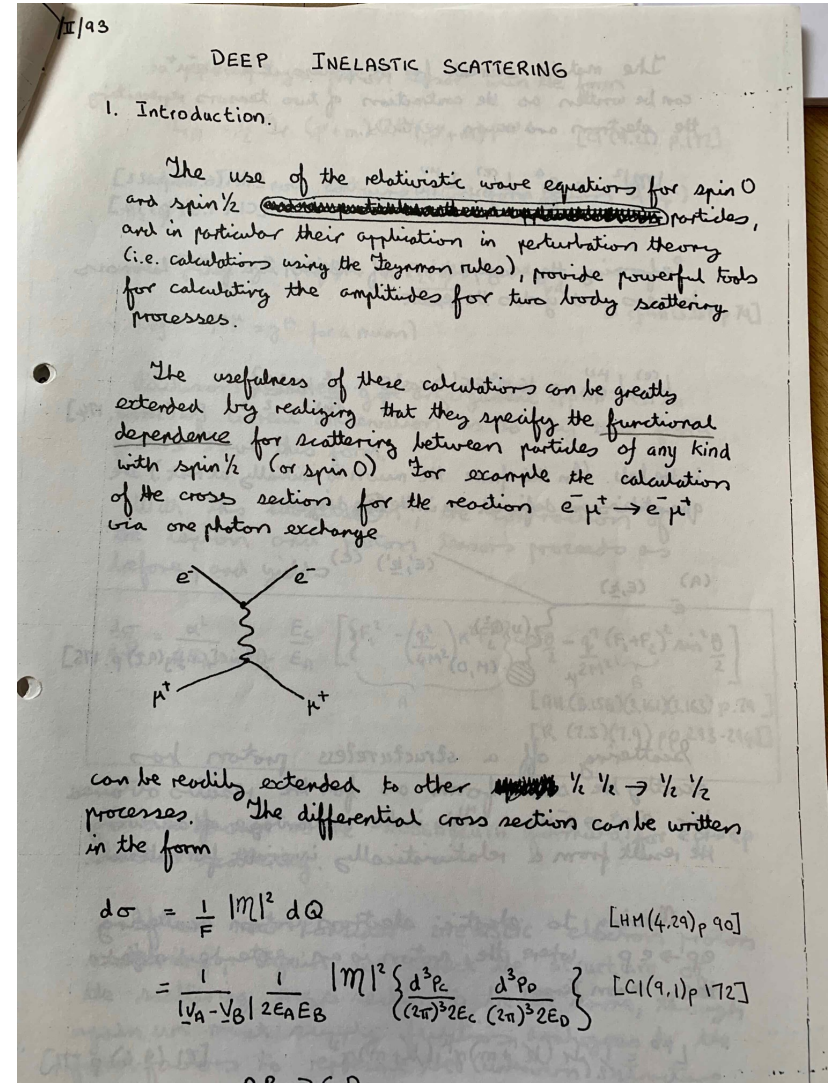 /II/93
DEEP INELASTIC SCATTERING
1. Introduction.
The use of the relativistic wave equations for spin 0
and spin 1/2 particles,
and in particular their application in perturbation theory
(i.e. calculations using the Feynman rules), provide powerful tools
for calculating the amplitudes for two body scattering
processes.
The usefulness of these calculations can be greatly
extended by realizing that they specify the functional
dependence for scattering between particles of any kind
with spin 1/2 (or spin 0) For example the calculation
of the cross section for the reaction e⁻ μ⁺ → e⁻ μ⁺
via one photon exchange
e⁻ e⁻
μ⁺ μ⁺
can be readily extended to other 1/2 1/2 → 1/2 1/2
processes. The differential cross section can be written
in the form
dσ = 1/F |M|² dQ [HM(4,29)p 90]
= 1/|V_A - V_B| 1/2E_A E_B |M|² { d³p_C/(2π)³2E_C d³p_D/(2π)³2E_D } [CI(9,1)p 172]